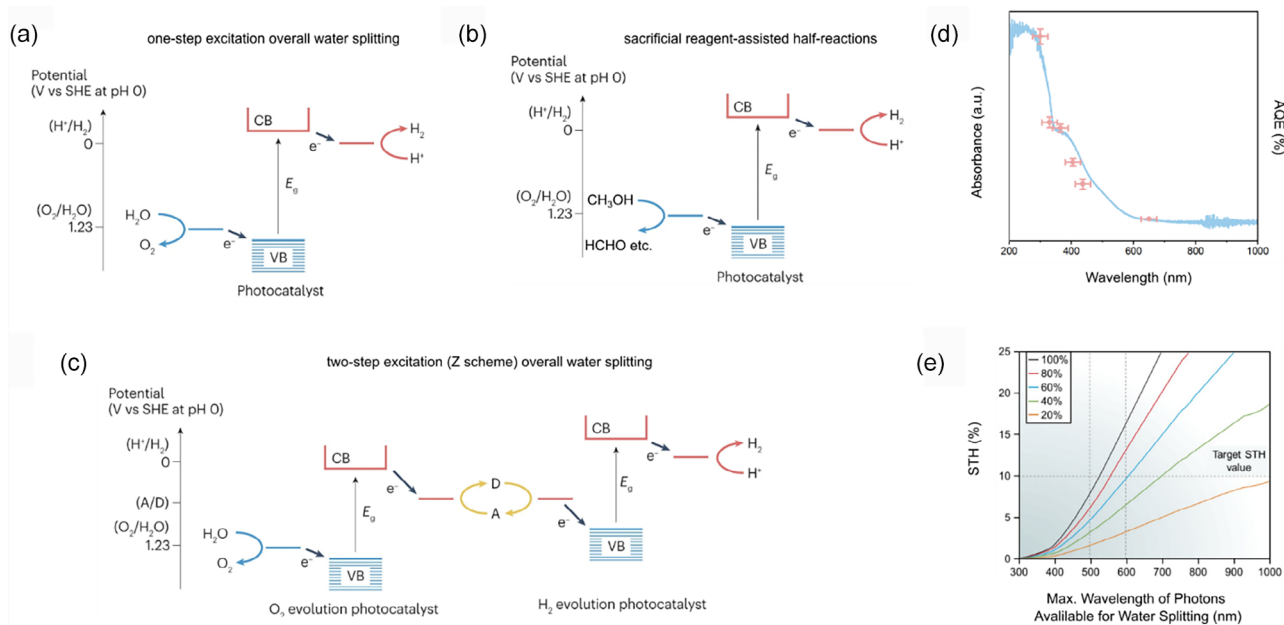 (a)
one-step excitation overall water splitting
Potential
(V vs SHE at pH 0)
(H⁺/H₂)
0
(O₂/H₂O)
1.23
H₂O
O₂
e⁻
CB
E_g
VB
e⁻
H₂
H⁺
Photocatalyst
(b)
sacrificial reagent-assisted half-reactions
Potential
(V vs SHE at pH 0)
(H⁺/H₂)
0
(O₂/H₂O)
1.23
CH₃OH
HCHO etc.
e⁻
CB
E_g
VB
e⁻
H₂
H⁺
Photocatalyst
(c)
two-step excitation (Z scheme) overall water splitting
Potential
(V vs SHE at pH 0)
(H⁺/H₂)
0
(A/D)
(O₂/H₂O)
1.23
H₂O
O₂
e⁻
CB
E_g
VB
e⁻
D
A
e⁻
CB
E_g
VB
e⁻
H₂
H⁺
O₂ evolution photocatalyst
H₂ evolution photocatalyst
(d)
Absorbance (a.u.)
AQE (%)
200 400 600 800 1000
Wavelength (nm)
(e)
STH (%)
25
20
15
10
5
0
100%
80%
60%
40%
20%
Target STH
value
300 400 500 600 700 800 900 1000
Max. Wavelength of Photons
Available for Water Splitting (nm)